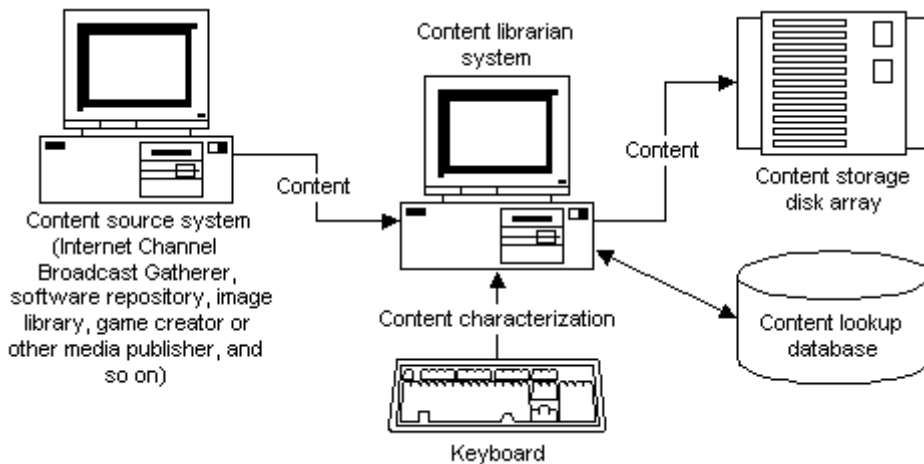 Content librarian
system
Content
Content
Content source system
(Internet Channel
Broadcast Gatherer,
software repository, image
library, game creator or
other media publisher, and
so on)
Content storage
disk array
Content characterization
Content lookup
database
Keyboard